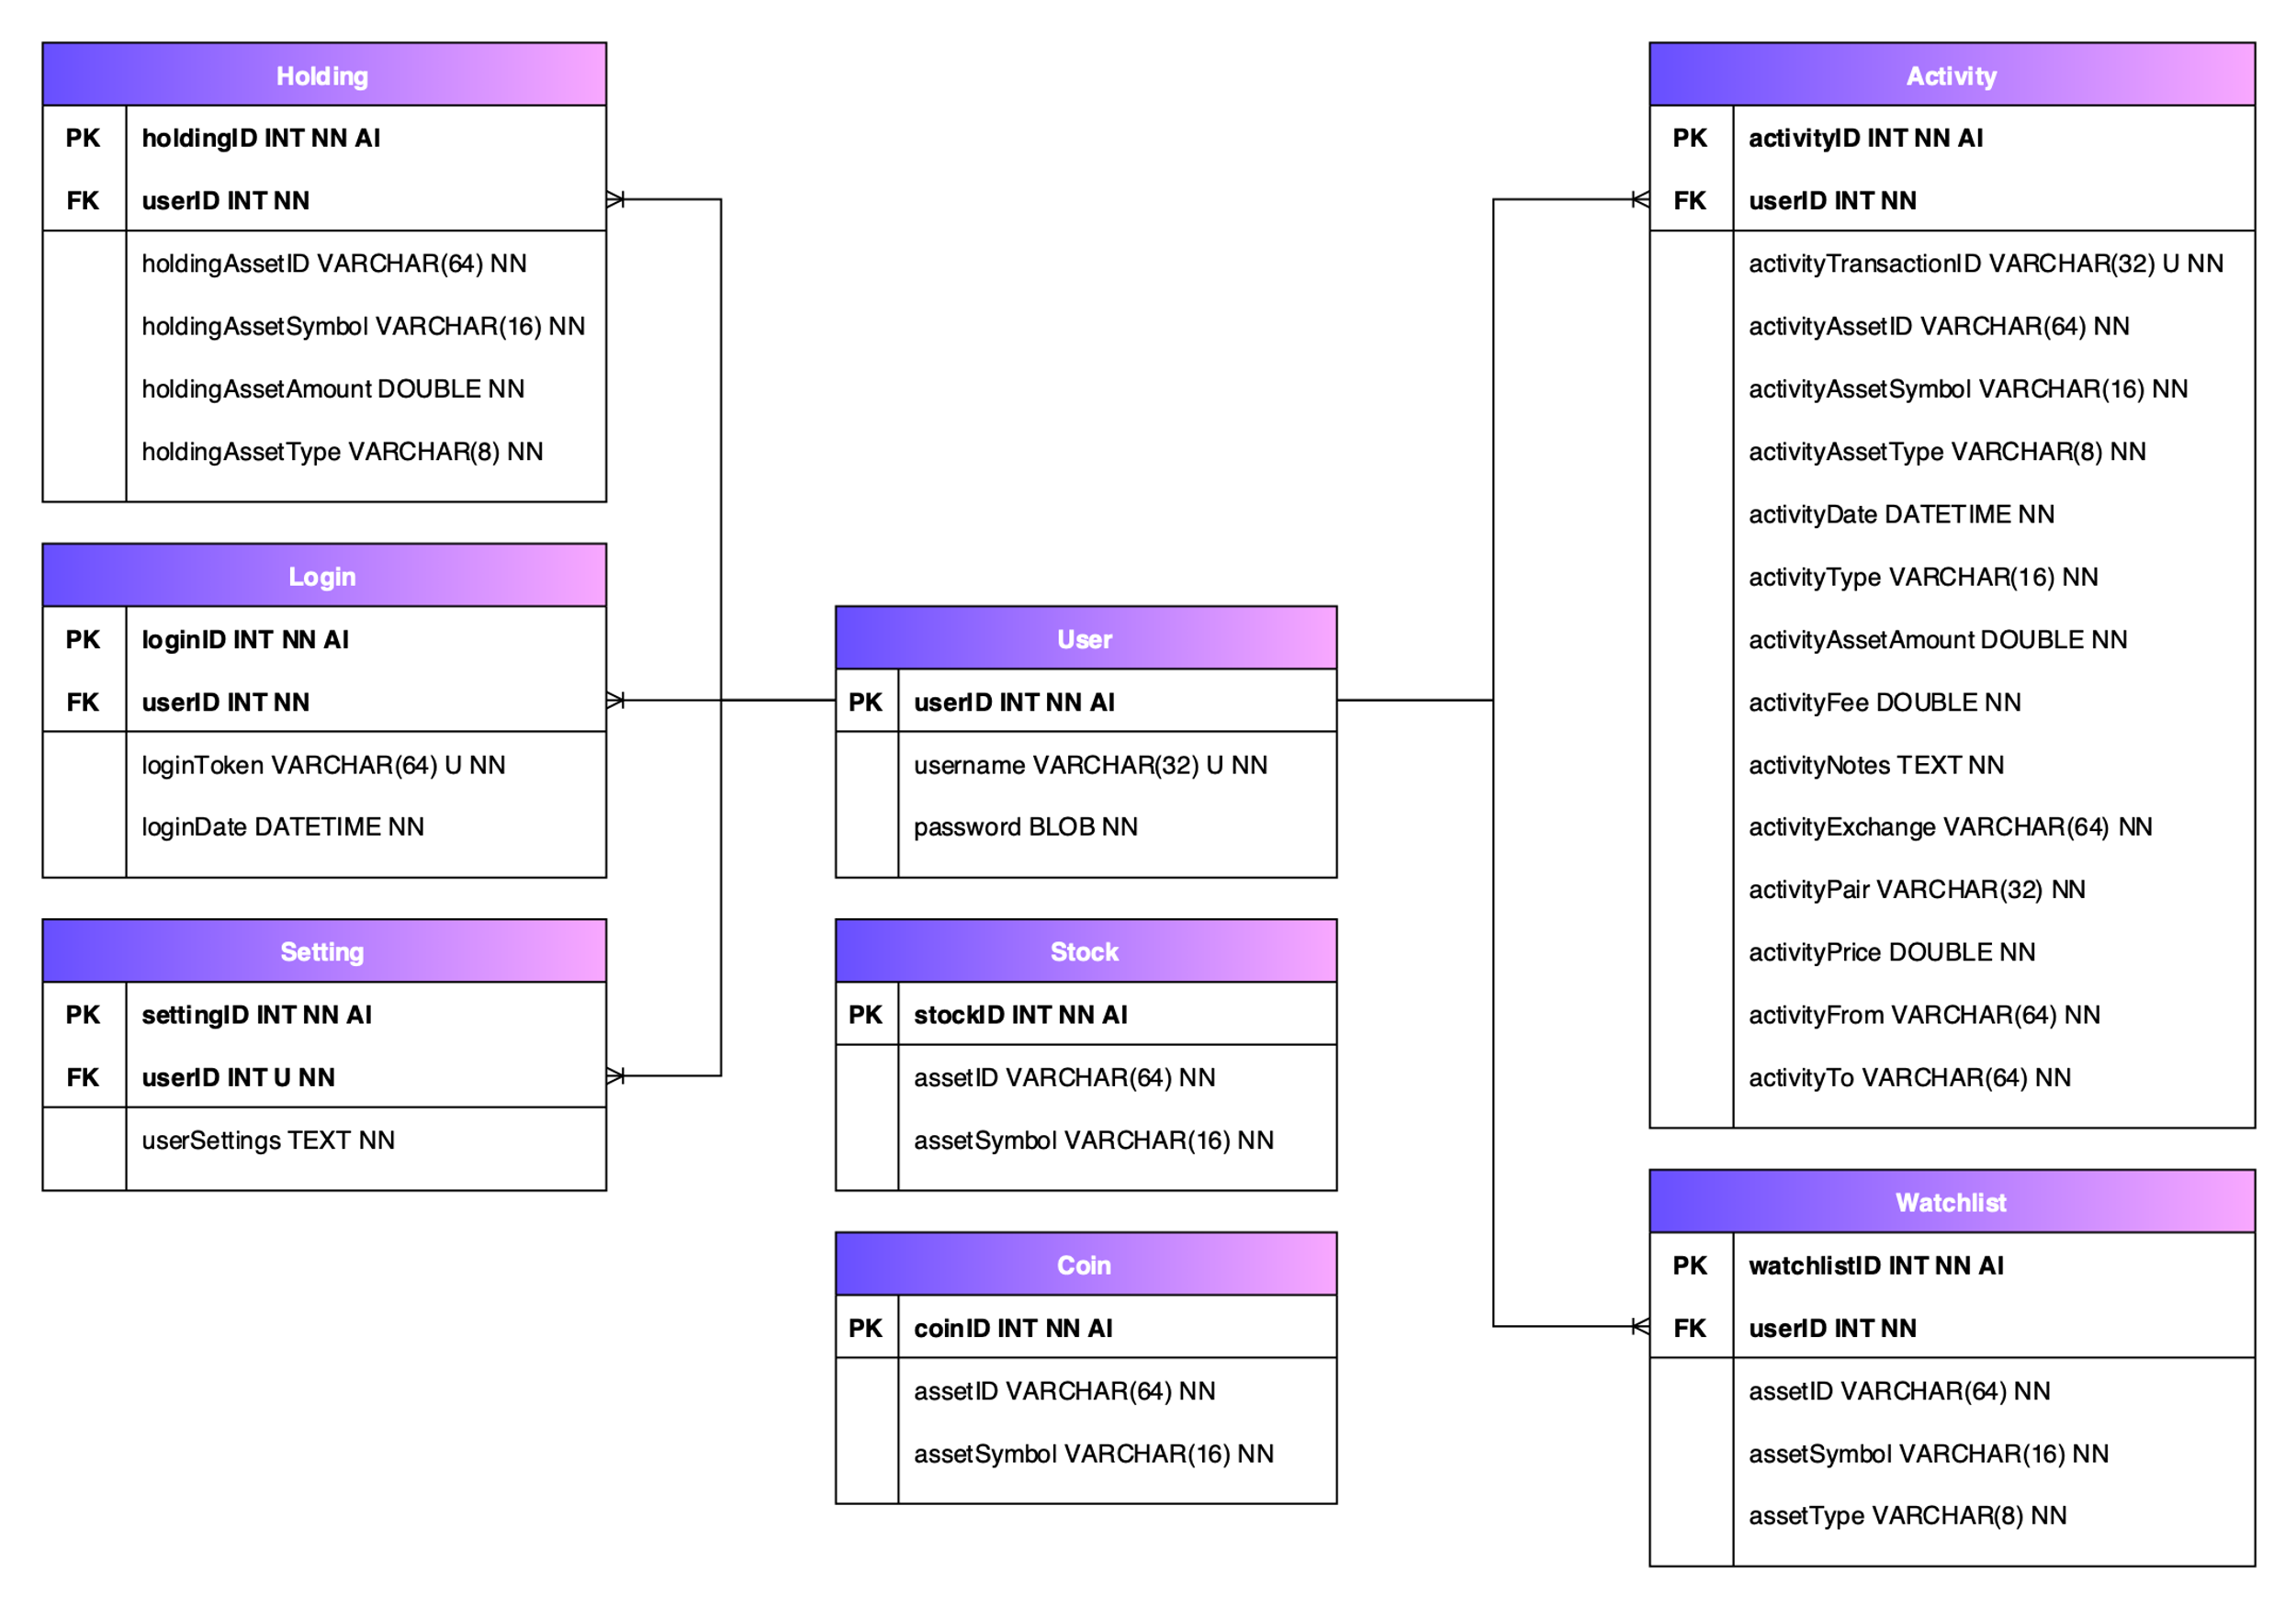 Holding
PK holdingID INT NN AI
FK userID INT NN
holdingAssetID VARCHAR(64) NN
holdingAssetSymbol VARCHAR(16) NN
holdingAssetAmount DOUBLE NN
holdingAssetType VARCHAR(8) NN
Login
PK loginID INT NN AI
FK userID INT NN
loginToken VARCHAR(64) U NN
loginDate DATETIME NN
Setting
PK settingID INT NN AI
FK userID INT U NN
userSettings TEXT NN
User
PK userID INT NN AI
username VARCHAR(32) U NN
password BLOB NN
Stock
PK stockID INT NN AI
assetID VARCHAR(64) NN
assetSymbol VARCHAR(16) NN
Coin
PK coinID INT NN AI
assetID VARCHAR(64) NN
assetSymbol VARCHAR(16) NN
Activity
PK activityID INT NN AI
FK userID INT NN
activityTransactionID VARCHAR(32) U NN
activityAssetID VARCHAR(64) NN
activityAssetSymbol VARCHAR(16) NN
activityAssetType VARCHAR(8) NN
activityDate DATETIME NN
activityType VARCHAR(16) NN
activityAssetAmount DOUBLE NN
activityFee DOUBLE NN
activityNotes TEXT NN
activityExchange VARCHAR(64) NN
activityPair VARCHAR(32) NN
activityPrice DOUBLE NN
activityFrom VARCHAR(64) NN
activityTo VARCHAR(64) NN
Watchlist
PK watchlistID INT NN AI
FK userID INT NN
assetID VARCHAR(64) NN
assetSymbol VARCHAR(16) NN
assetType VARCHAR(8) NN